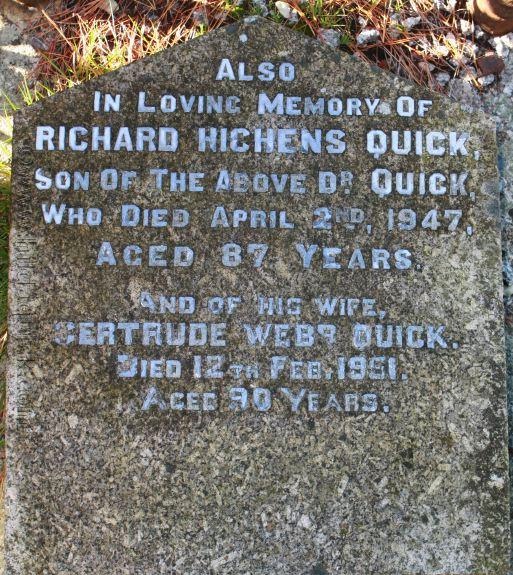 ALSO
IN LOVING MEMORY OF
RICHARD HICHENS QUICK,
SON OF THE ABOVE DR QUICK,
WHO DIED APRIL 2ND, 1947,
AGED 87 YEARS.
AND OF HIS WIFE,
GERTRUDE WEBB QUICK.
DIED 12TH FEB. 1951.
AGED 90 YEARS.